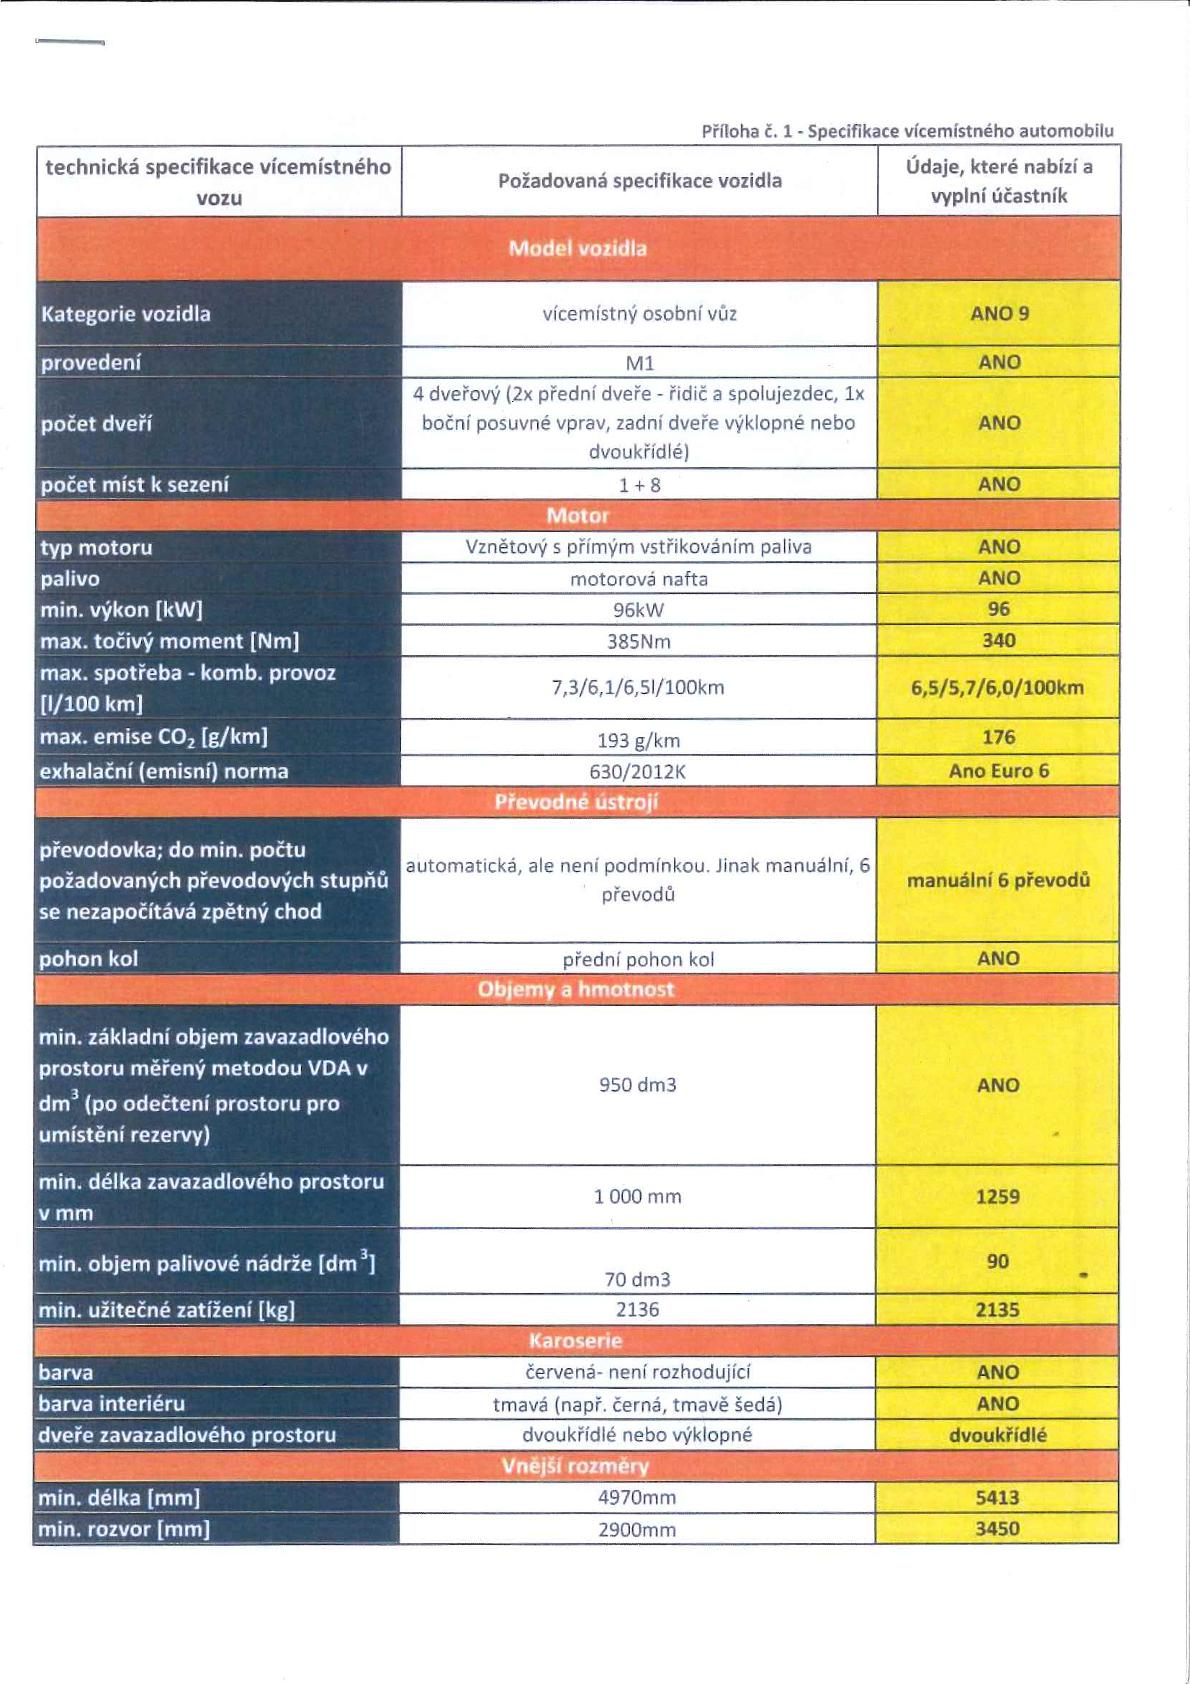 Příloha č. 1 - Specifikace vícemístného automobilu
technická specifikace vícemístného
vozu
Požadovaná specifikace vozidla
Údaje, které nabízí a
vyplní účastník
Model vozidla
Kategorie vozidla
vícemístný osobní vůz
ANO 9
provedení
M1
ANO
počet dveří
4 dveřový (2x přední dveře - řidič a spolujezdec, 1x
boční posuvné vprav, zadní dveře výklopné nebo
dvoukřídlé)
ANO
počet míst k sezení
1 + 8
ANO
Motor
typ motoru
Vznětový s přímým vstřikováním paliva
ANO
palivo
motorová nafta
ANO
min. výkon [kW]
96kW
96
max. točivý moment [Nm]
385Nm
340
max. spotřeba - komb. provoz
[l/100 km]
7,3/6,1/6,5l/100km
6,5/5,7/6,0/100km
max. emise CO₂ [g/km]
193 g/km
176
exhalační (emisní) norma
630/2012K
Ano Euro 6
Převodné ústrojí
převodovka; do min. počtu
požadovaných převodových stupňů
se nezapočítává zpětný chod
automatická, ale není podmínkou. Jinak manuální, 6
převodů
manuální 6 převodů
pohon kol
přední pohon kol
ANO
Objemy a hmotnost
min. základní objem zavazadlového
prostoru měřený metodou VDA v
dm³ (po odečtení prostoru pro
umístění rezervy)
950 dm3
ANO
min. délka zavazadlového prostoru
v mm
1 000 mm
1259
min. objem palivové nádrže [dm³]
70 dm3
90
min. užitečné zatížení [kg]
2136
2135
Karoserie
barva
červená- není rozhodující
ANO
barva interiéru
tmavá (např. černá, tmavě šedá)
ANO
dveře zavazadlového prostoru
dvoukřídlé nebo výklopné
dvoukřídlé
Vnější rozměry
min. délka [mm]
4970mm
5413
min. rozvor [mm]
2900mm
3450